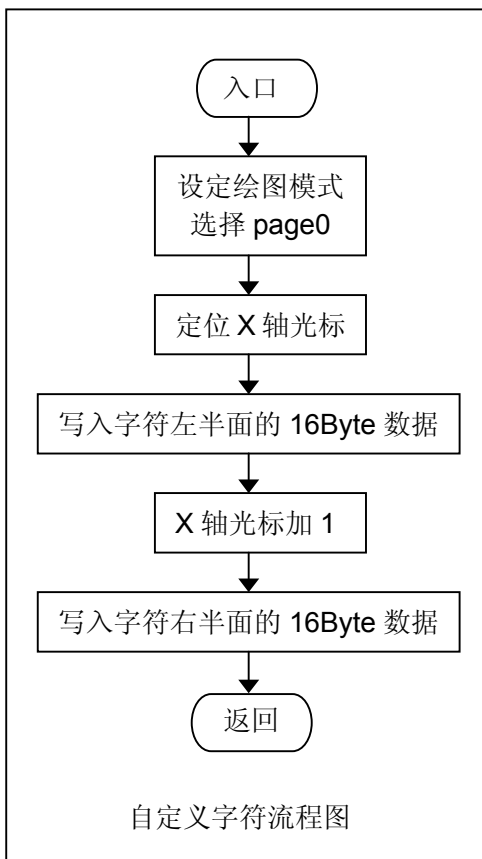 入口
设定绘图模式
选择 page0
定位 X 轴光标
写入字符左半面的 16Byte 数据
X 轴光标加 1
写入字符右半面的 16Byte 数据
返回
自定义字符流程图